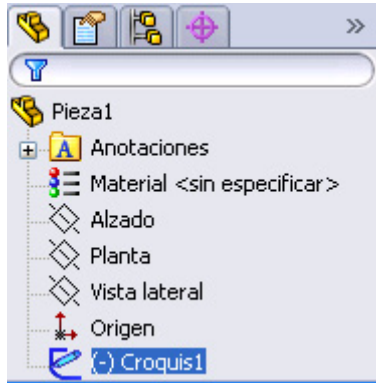 »
Pieza1
A Anotaciones
Material <sin especificar>
Alzado
Planta
Vista lateral
Origen
(-) Croquis1